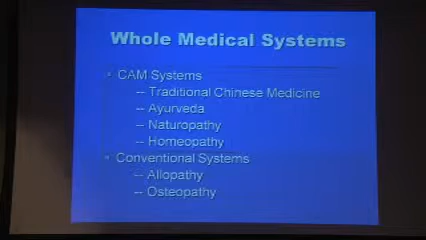 Whole Medical Systems
CAM Systems
-- Traditional Chinese Medicine
-- Ayurveda
-- Naturopathy
-- Homeopathy
Conventional Systems
-- Allopathy
-- Osteopathy